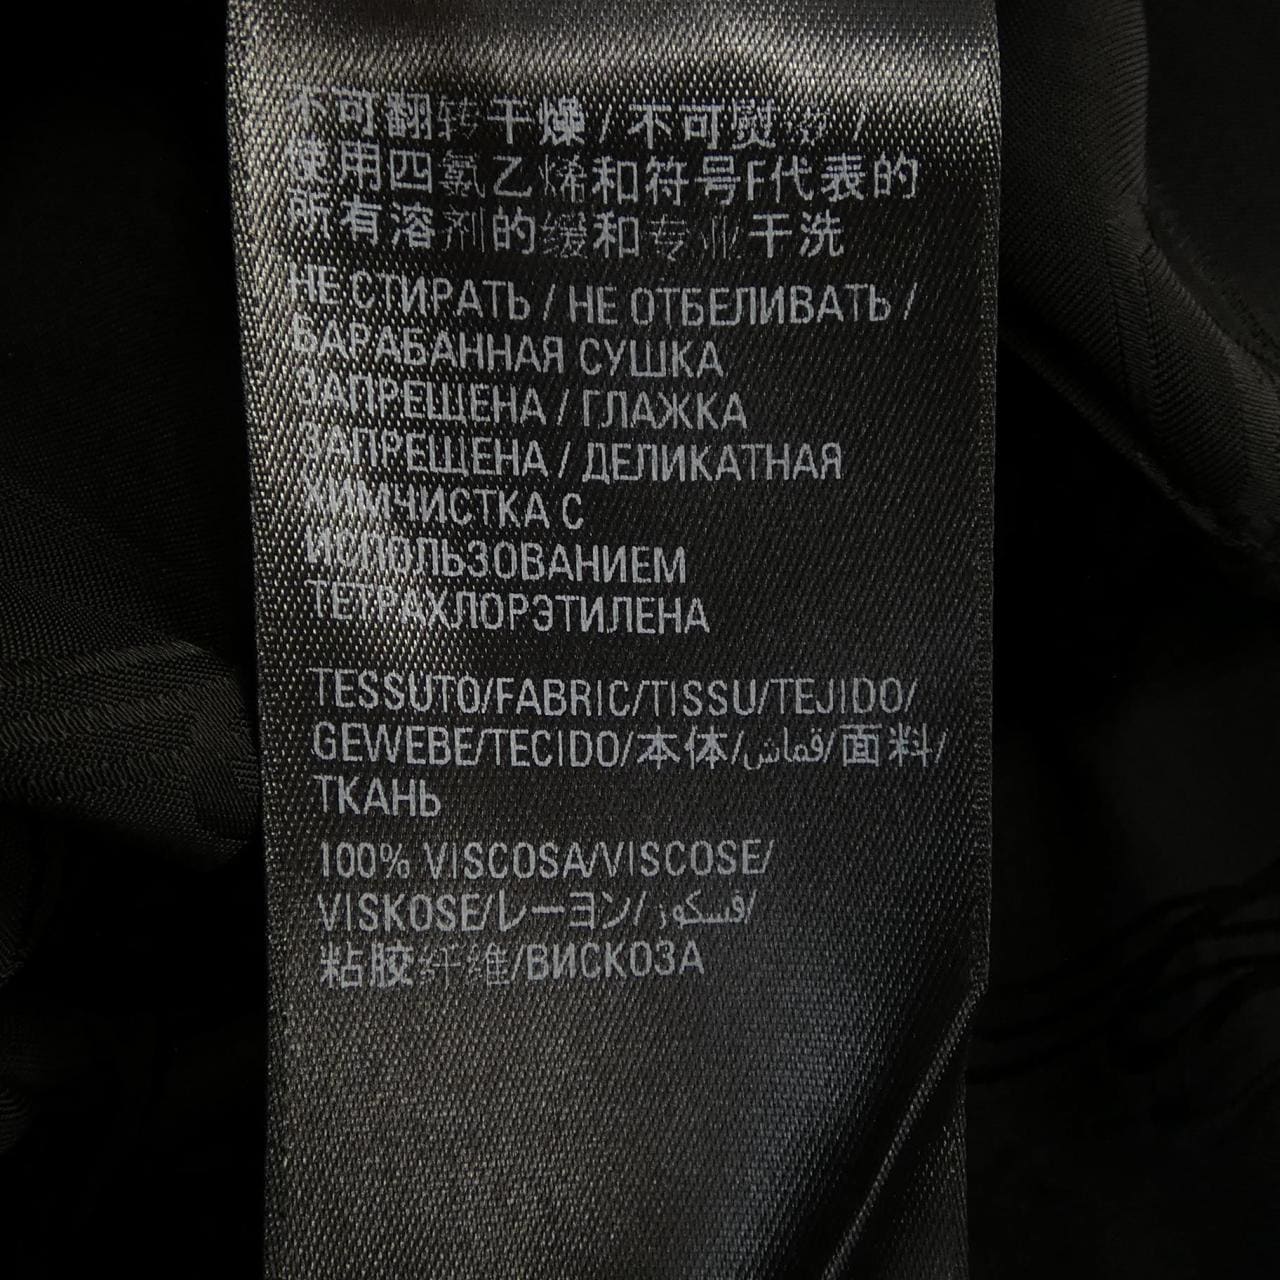 不可翻转干燥 / 不可熨烫 /
使用四氯乙烯和符号F代表的
所有溶剂的缓和专业干洗
НЕ СТИРАТЬ / НЕ ОТБЕЛИВАТЬ /
БАРАБАННАЯ СУШКА
ЗАПРЕЩЕНА / ГЛАЖКА
ЗАПРЕЩЕНА / ДЕЛИКАТНАЯ
ХИМЧИСТКА С
ИСПОЛЬЗОВАНИЕМ
ТЕТРАХЛОРЭТИЛЕНА
TESSUTO/FABRIC/TISSU/TEJIDO/
GEWEBE/TECIDO/本体/قماش/面料/
ТКАНЬ
100% VISCOSA/VISCOSE/
VISKOSE/レーヨン/فسكوز/
粘胶纤维/ВИСКОЗА